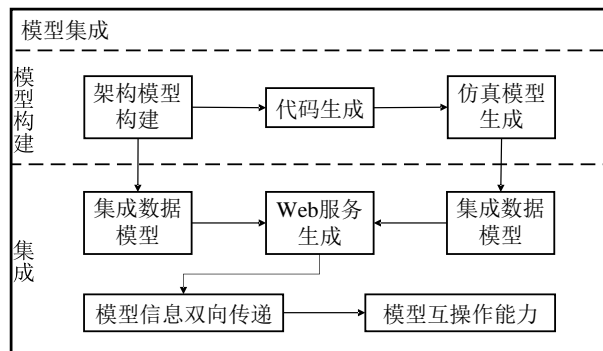 模型集成
模型构建
架构模型
构建
代码生成
仿真模型
生成
集成
集成数据
模型
Web服务
生成
集成数据
模型
模型信息双向传递
模型互操作能力